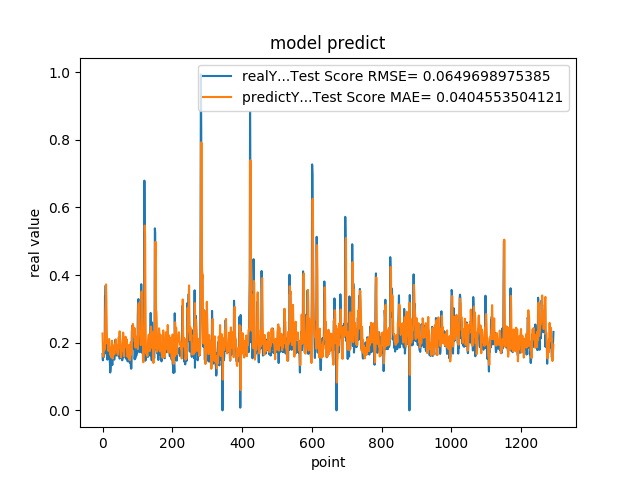 model predict
realY...Test Score RMSE= 0.0649698975385
predictY...Test Score MAE= 0.0404553504121
1.0
0.8
0.6
0.4
0.2
0.0
real value
0 200 400 600 800 1000 1200
point